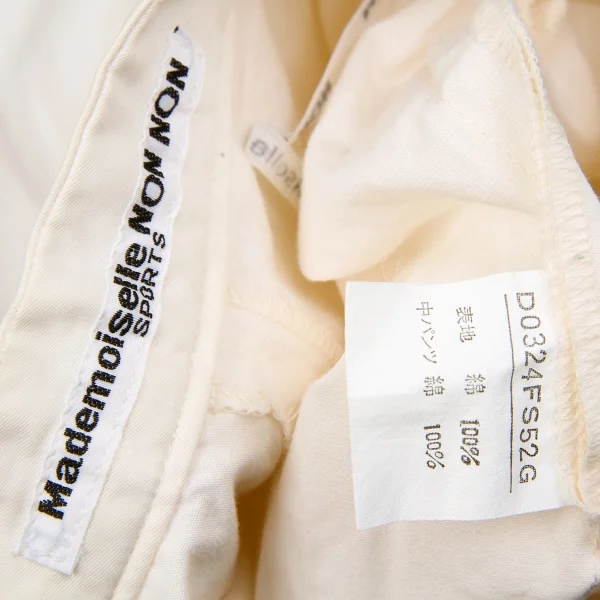 Mademoiselle NON NON
SPORTS
D0324FS52G
表地 綿 100%
中パンツ 綿 100%